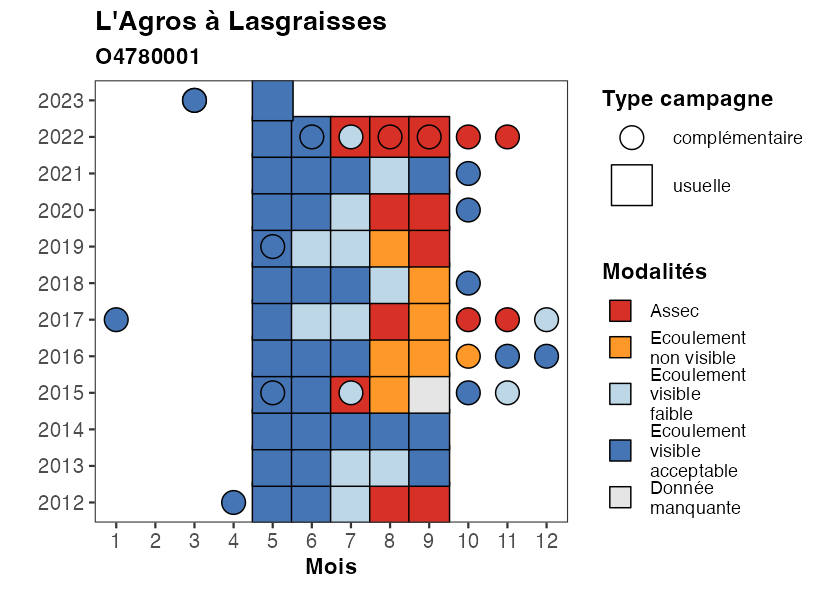 L'Agros à Lasgraisses
O4780001
2023
2022
2021
2020
2019
2018
2017
2016
2015
2014
2013
2012
1 2 3 4 5 6 7 8 9 10 11 12
Mois
Type campagne
complémentaire
usuelle
Modalités
Assec
Ecoulement
non visible
Ecoulement
visible
faible
Ecoulement
visible
acceptable
Donnée
manquante